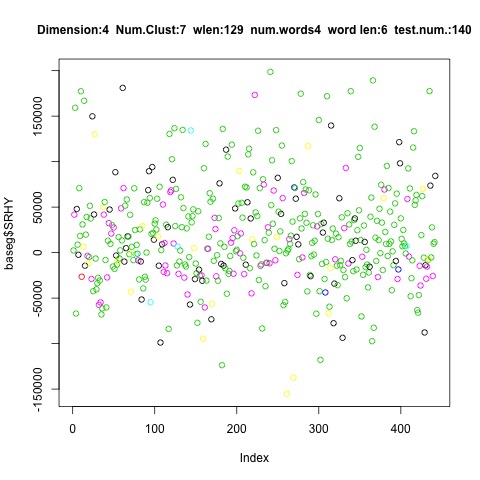 Dimension:4 Num.Clust:7 wlen:129 num.words4 word len:6 test.num.:140
baseg$SRHY
150000
50000
0
-50000
-150000
0 100 200 300 400
Index